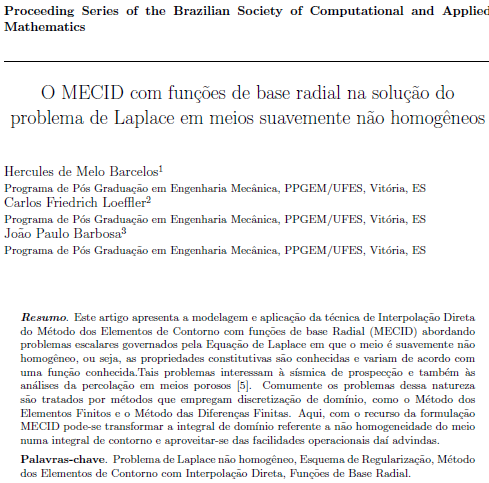 Proceeding Series of the Brazilian Society of Computational and Applied
Mathematics
O MECID com funções de base radial na solução do
problema de Laplace em meios suavemente não homogêneos
Hercules de Melo Barcelos¹
Programa de Pós Graduação em Engenharia Mecânica, PPGEM/UFES, Vitória, ES
Carlos Friedrich Loeffler²
Programa de Pós Graduação em Engenharia Mecânica, PPGEM/UFES, Vitória, ES
João Paulo Barbosa³
Programa de Pós Graduação em Engenharia Mecânica, PPGEM/UFES, Vitória, ES
Resumo. Este artigo apresenta a modelagem e aplicação da técnica de Interpolação Direta
do Método dos Elementos de Contorno com funções de base Radial (MECID) abordando
problemas escalares governados pela Equação de Laplace em que o meio é suavemente não
homogêneo, ou seja, as propriedades constitutivas são conhecidas e variam de acordo com
uma função conhecida.Tais problemas interessam à sísmica de prospecção e também às
análises da percolação em meios porosos [5]. Comumente os problemas dessa natureza
são tratados por métodos que empregam discretização de domínio, como o Método dos
Elementos Finitos e o Método das Diferenças Finitas. Aqui, com o recurso da formulação
MECID pode-se transformar a integral de domínio referente a não homogeneidade do meio
numa integral de contorno e aproveitar-se das facilidades operacionais daí advindas.
Palavras-chave. Problema de Laplace não homogêneo, Esquema de Regularização, Método
dos Elementos de Contorno com Interpolação Direta, Funções de Base Radial.